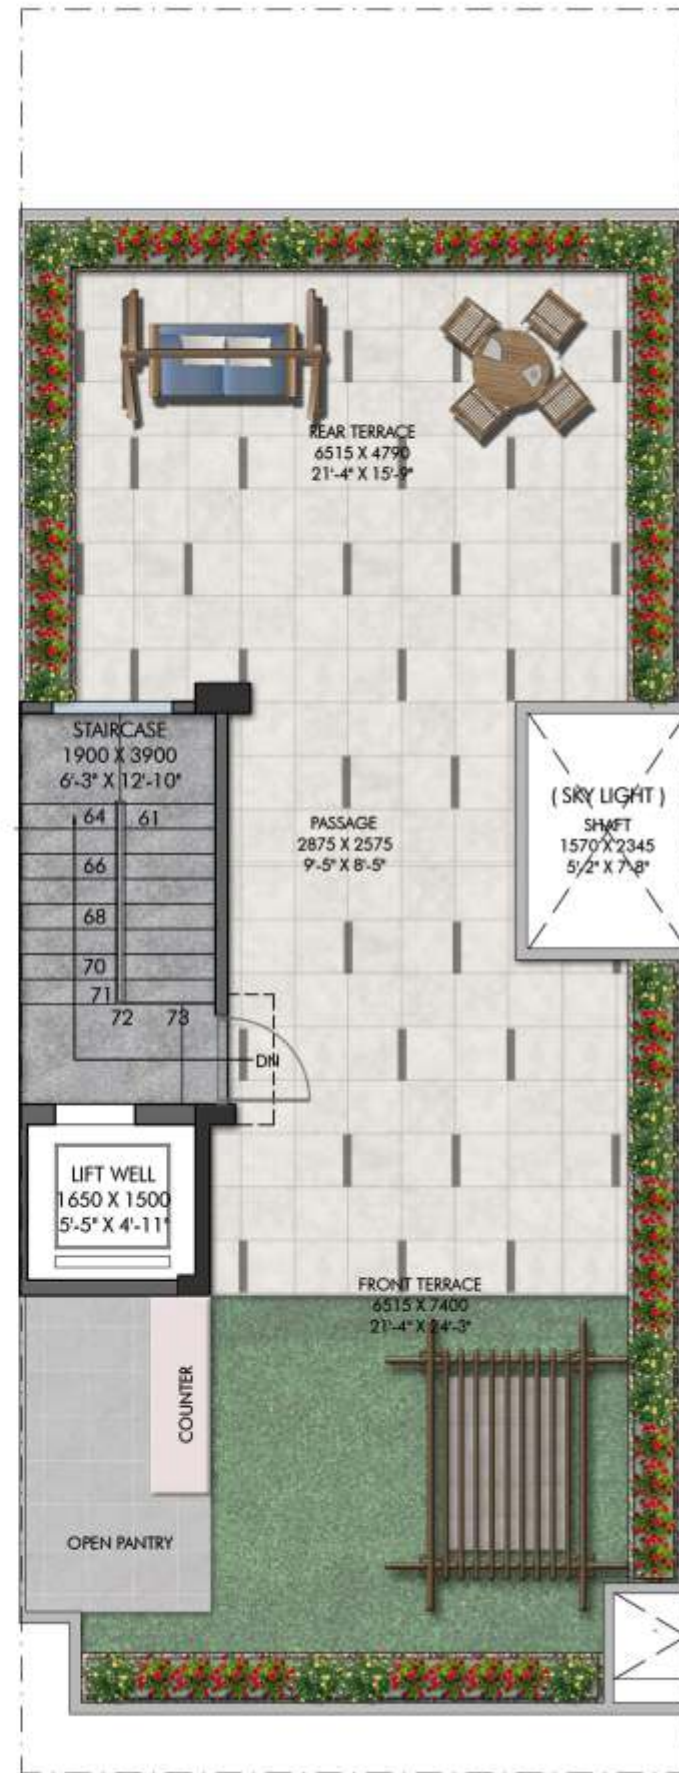 REAR TERRACE
6515 X 4790
21'-4" X 15'-9"
STAIRCASE
1900 X 3900
6'-3" X 12'-10"
64 61
66
68
70
71
72 73
DN
PASSAGE
2875 X 2575
9'-5" X 8'-5"
( SKY LIGHT )
SHAFT
1570 X 2345
5'-2" X 7'-8"
LIFT WELL
1650 X 1500
5'-5" X 4'-11"
FRONT TERRACE
6515 X 7400
21'-4" X 24'-3"
COUNTER
OPEN PANTRY